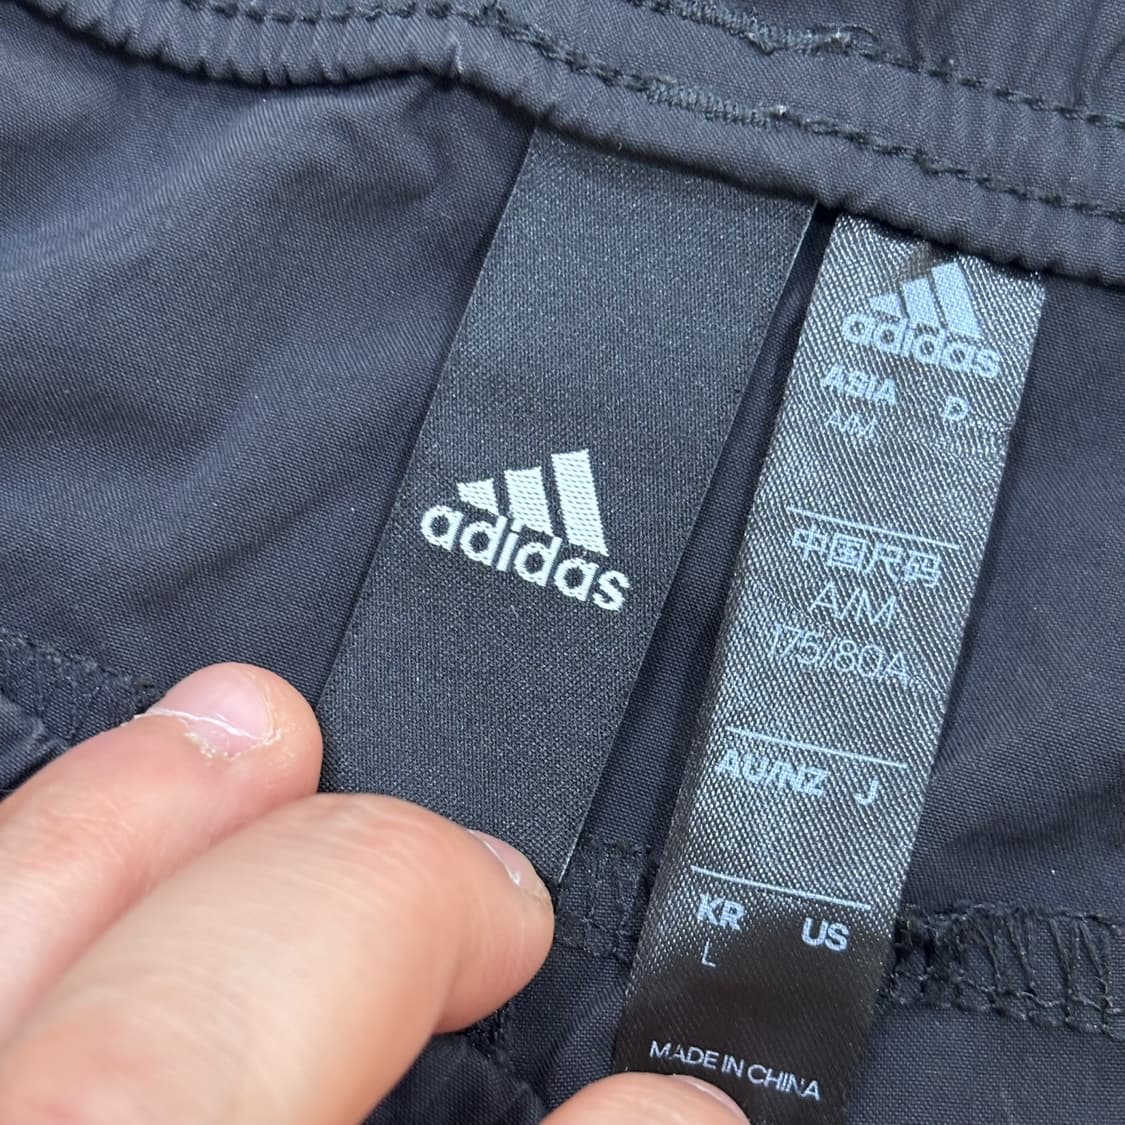 adidas
adidas
ASIA D
A/M
中国尺码
A/M
175/80A
AU/NZ J
KR US
L
MADE IN CHINA